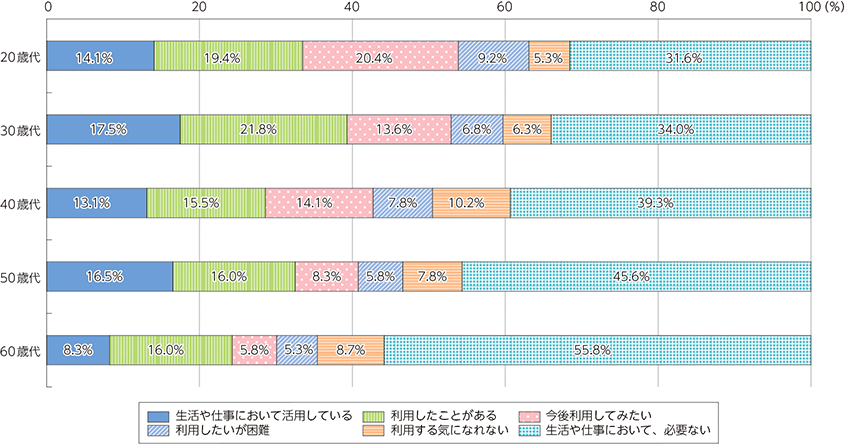 0 20 40 60 80 100 (%)
20歳代 14.1% 19.4% 20.4% 9.2% 5.3% 31.6%
30歳代 17.5% 21.8% 13.6% 6.8% 6.3% 34.0%
40歳代 13.1% 15.5% 14.1% 7.8% 10.2% 39.3%
50歳代 16.5% 16.0% 8.3% 5.8% 7.8% 45.6%
60歳代 8.3% 16.0% 5.8% 5.3% 8.7% 55.8%
生活や仕事において活用している 利用したことがある 今後利用してみたい
利用したいが困難 利用する気になれない 生活や仕事において、必要ない